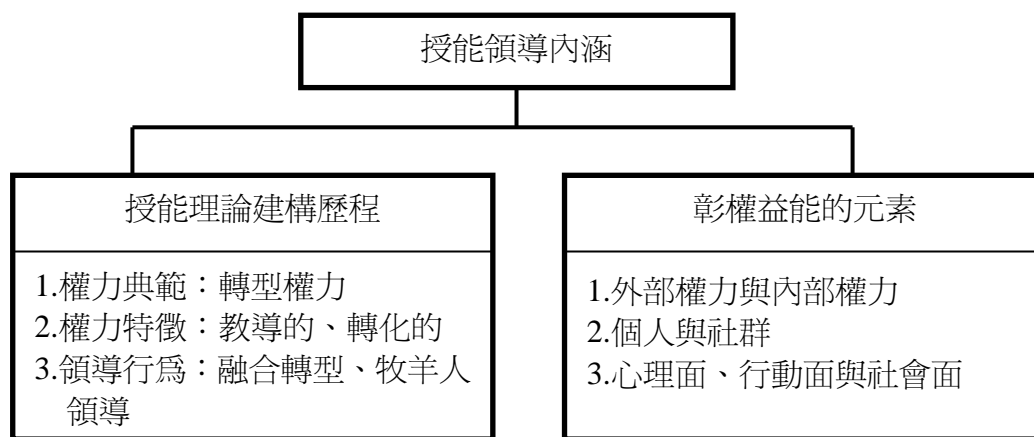 授能領導內涵
授能理論建構歷程
1.權力典範：轉型權力
2.權力特徵：教導的、轉化的
3.領導行為：融合轉型、牧羊人
領導
彰權益能的元素
1.外部權力與內部權力
2.個人與社群
3.心理面、行動面與社會面